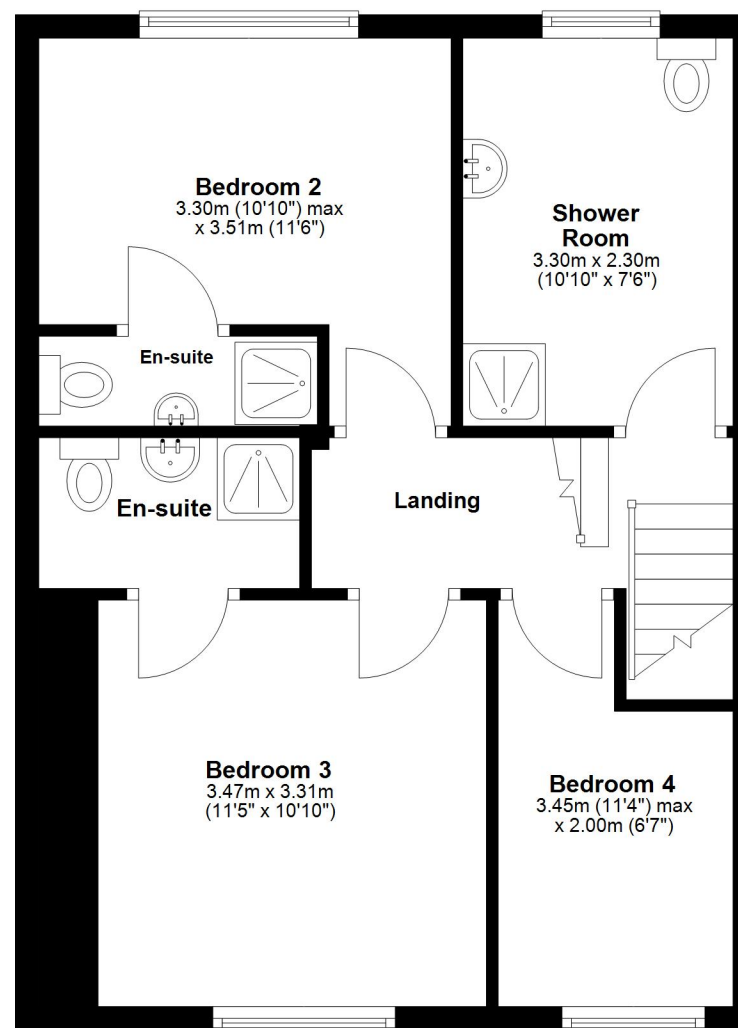 Bedroom 2
3.30m (10'10") max
x 3.51m (11'6")
Shower
Room
3.30m x 2.30m
(10'10" x 7'6")
En-suite
En-suite
Landing
Bedroom 3
3.47m x 3.31m
(11'5" x 10'10")
Bedroom 4
3.45m (11'4") max
x 2.00m (6'7")